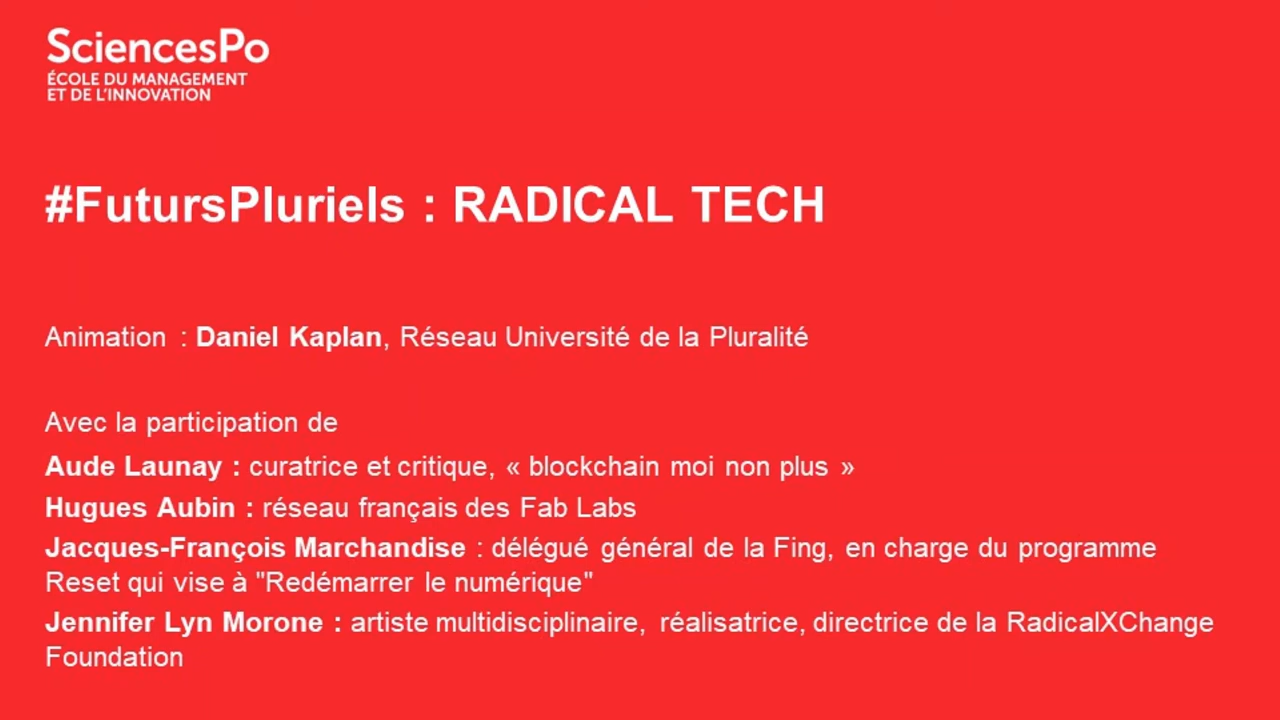 SciencesPo
ÉCOLE DU MANAGEMENT
ET DE L'INNOVATION
#FutursPluriels : RADICAL TECH
Animation : Daniel Kaplan, Réseau Université de la Pluralité
Avec la participation de
Aude Launay : curatrice et critique, « blockchain moi non plus »
Hugues Aubin : réseau français des Fab Labs
Jacques-François Marchandise : délégué général de la Fing, en charge du programme
Reset qui vise à "Redémarrer le numérique"
Jennifer Lyn Morone : artiste multidisciplinaire, réalisatrice, directrice de la RadicalXChange
Foundation